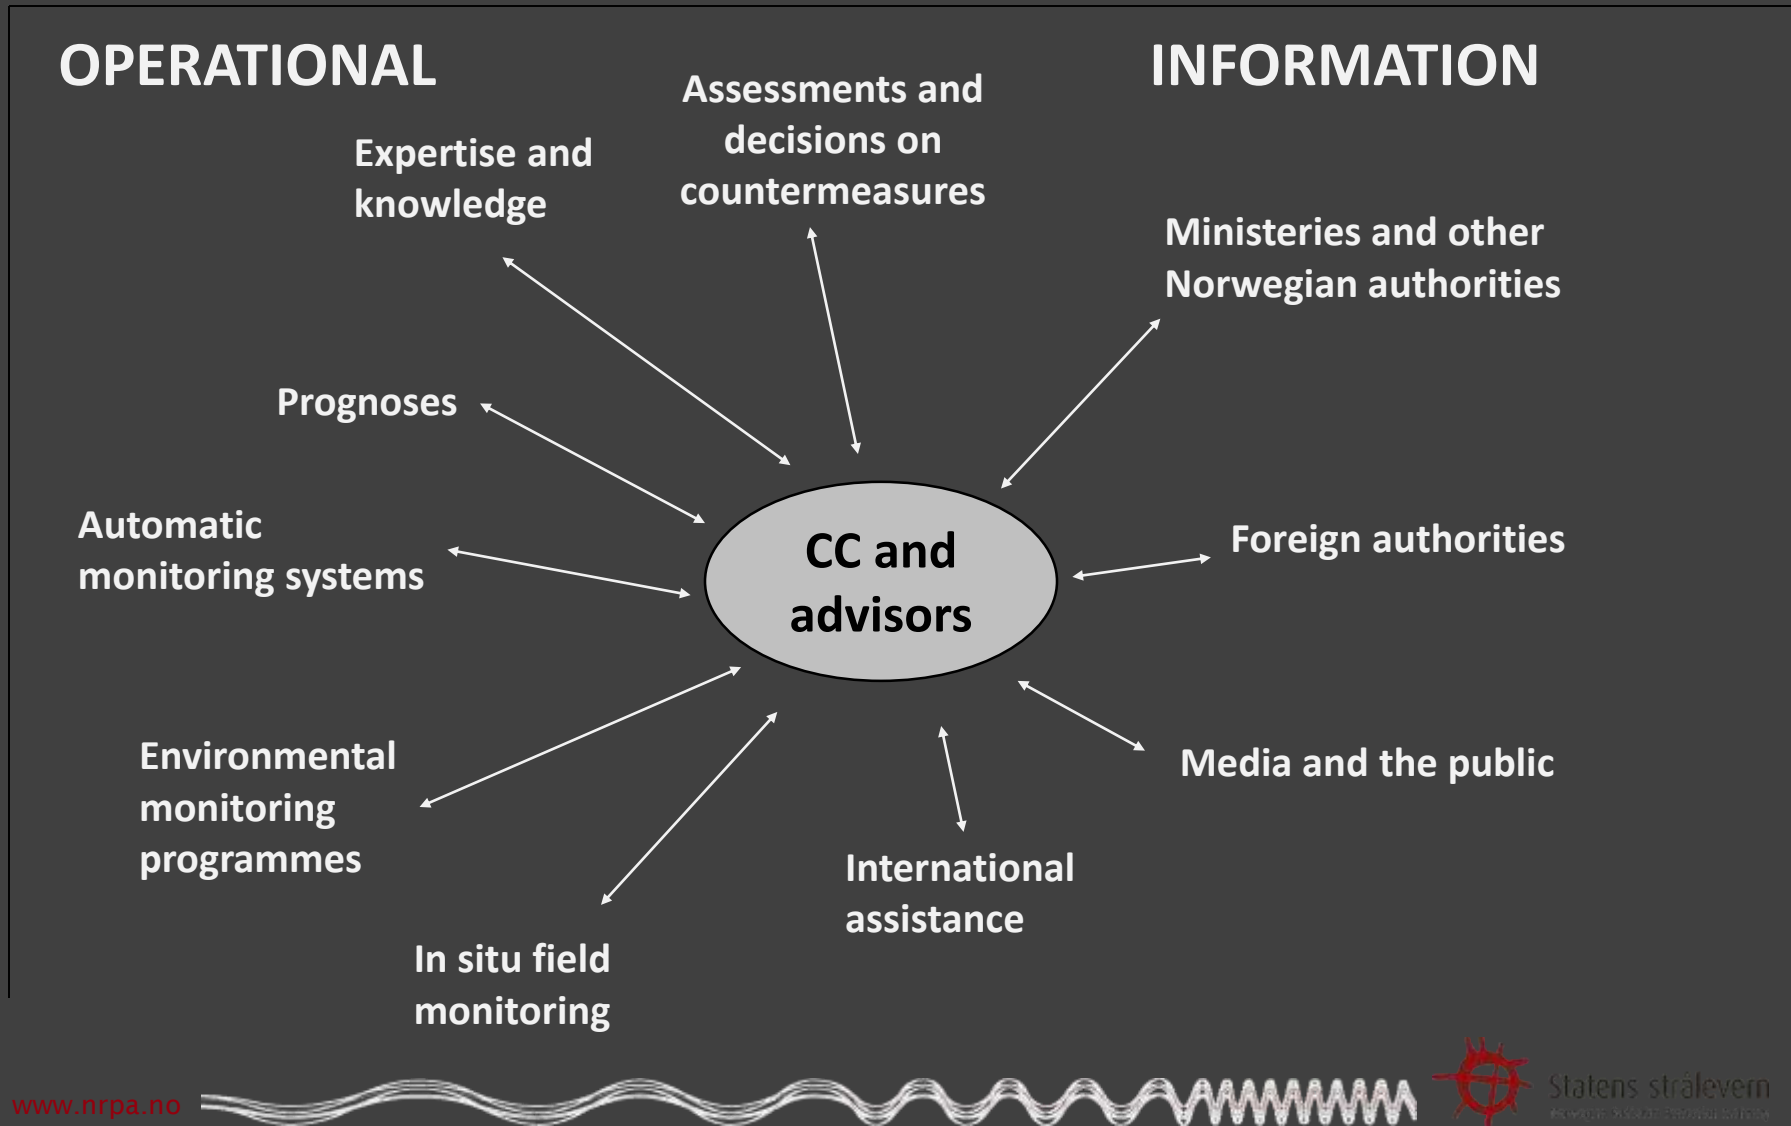 OPERATIONAL
INFORMATION
Assessments and
decisions on
countermeasures
Expertise and
knowledge
Ministeries and other
Norwegian authorities
Prognoses
Automatic
monitoring systems
CC and
advisors
Foreign authorities
Environmental
monitoring
programmes
Media and the public
International
assistance
In situ field
monitoring
www.nrpa.no
Statens strålevern